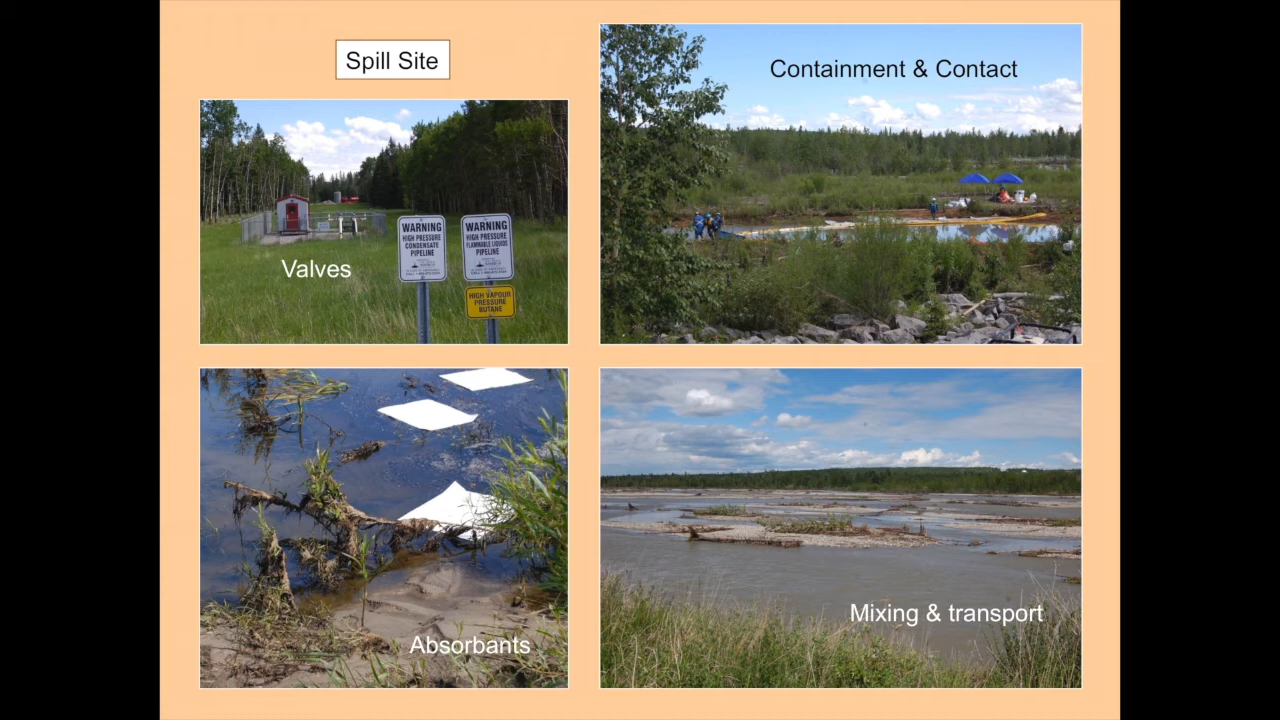 Spill Site
Containment & Contact
Valves
WARNING
HIGH PRESSURE
CONDENSATE
PIPELINE
WARNING
HIGH PRESSURE
FLAMMABLE LIQUIDS
PIPELINE
HIGH VAPOUR
PRESSURE
BUTANE
Absorbants
Mixing & transport